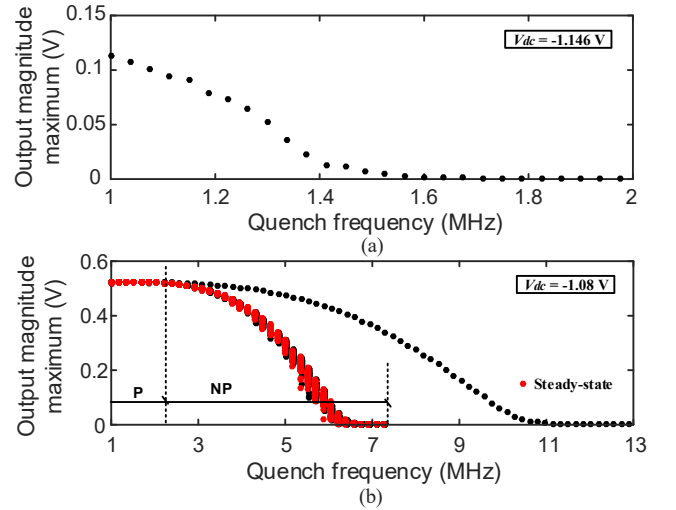 0.15
0.1
0.05
0
Output magnitude
maximum (V)
Vdc = -1.146 V
1 1.2 1.4 1.6 1.8 2
Quench frequency (MHz)
(a)
0.6
0.4
0.2
0
Output magnitude
maximum (V)
Vdc = -1.08 V
Steady-state
P NP
1 3 5 7 9 11 13
Quench frequency (MHz)
(b)